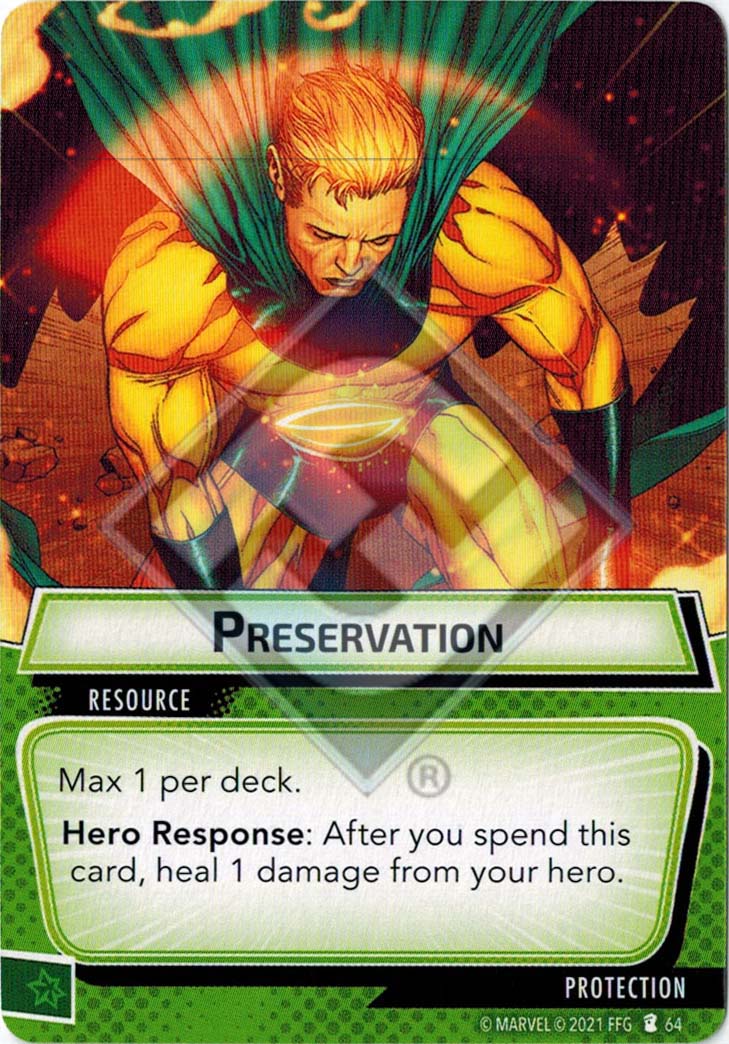 PRESERVATION
RESOURCE
Max 1 per deck.
Hero Response: After you spend this
card, heal 1 damage from your hero.
PROTECTION
© MARVEL © 2021 FFG 64
®